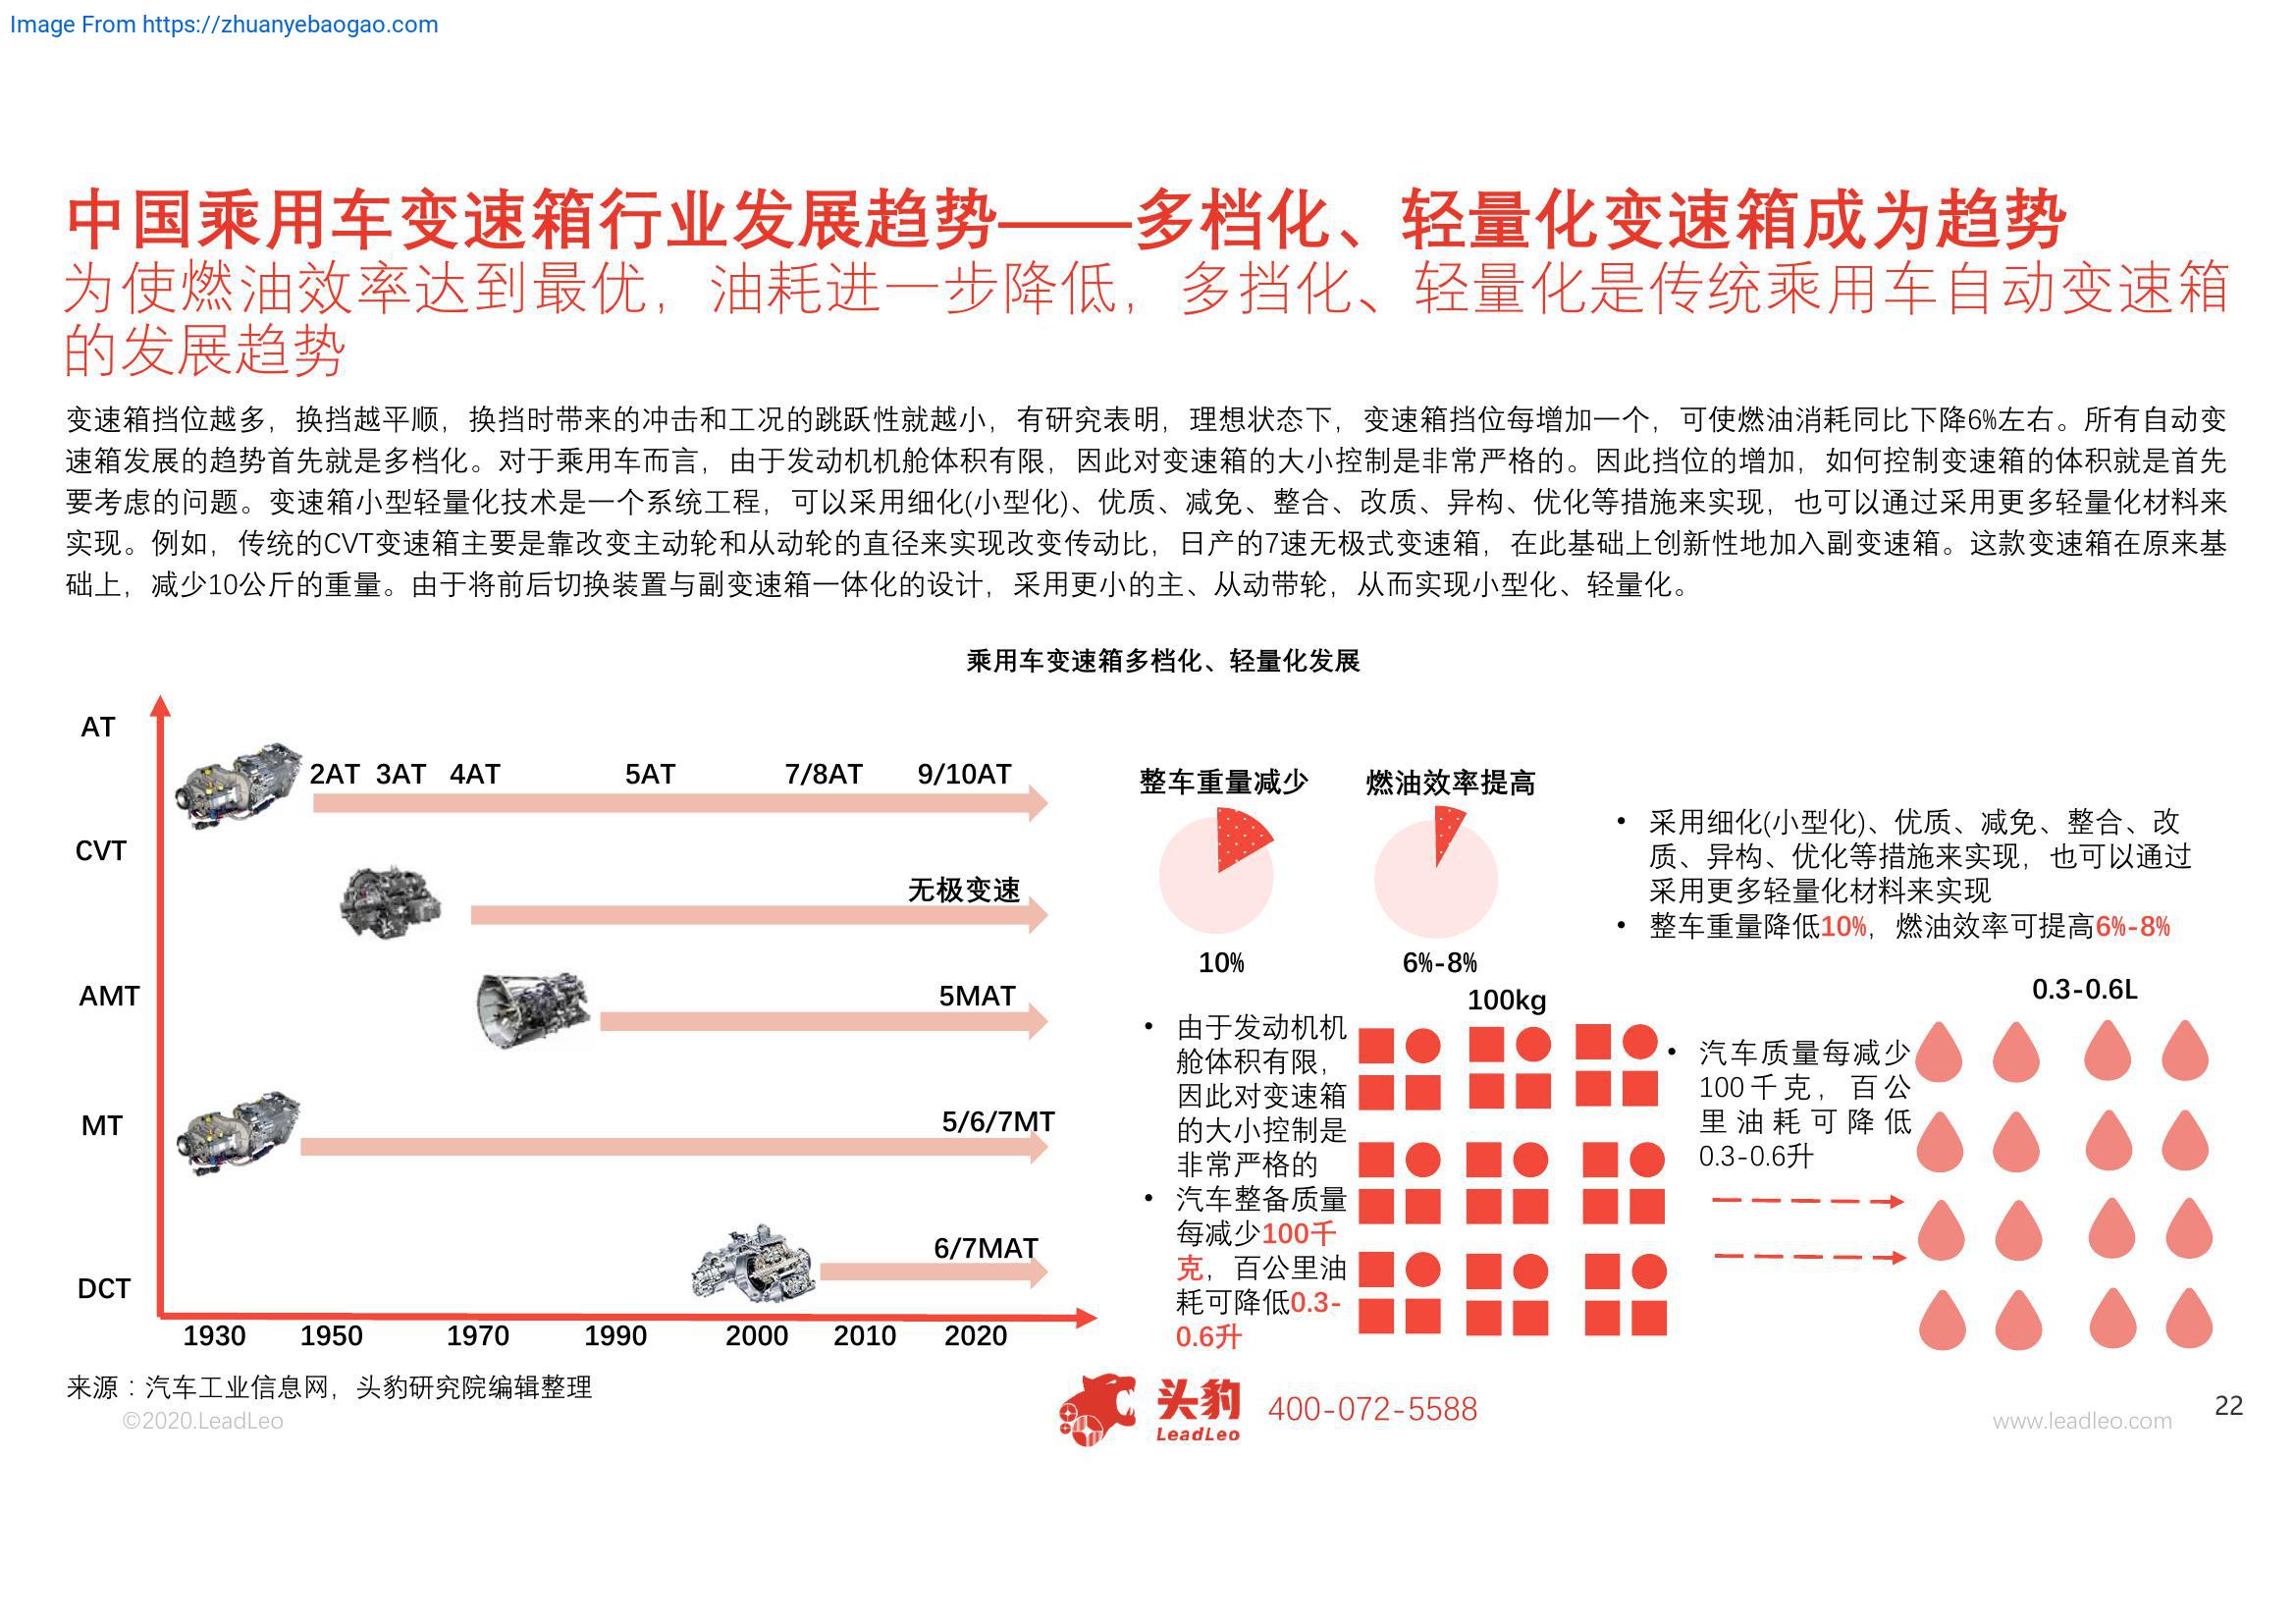 Image From https://zhuanyebaogao.com
中国乘用车变速箱行业发展趋势——多档化、轻量化变速箱成为趋势
为使燃油效率达到最优，油耗进一步降低，多挡化、轻量化是传统乘用车自动变速箱
的发展趋势
变速箱挡位越多，换挡越平顺，换挡时带来的冲击和工况的跳跃性就越小，有研究表明，理想状态下，变速箱挡位每增加一个，可使燃油消耗同比下降6%左右。所有自动变
速箱发展的趋势首先就是多档化。对于乘用车而言，由于发动机机舱体积有限，因此对变速箱的大小控制是非常严格的。因此挡位的增加，如何控制变速箱的体积就是首先
要考虑的问题。变速箱小型轻量化技术是一个系统工程，可以采用细化(小型化)、优质、减免、整合、改质、异构、优化等措施来实现，也可以通过采用更多轻量化材料来
实现。例如，传统的CVT变速箱主要是靠改变主动轮和从动轮的直径来实现改变传动比，日产的7速无极式变速箱，在此基础上创新性地加入副变速箱。这款变速箱在原来基
础上，减少10公斤的重量。由于将前后切换装置与副变速箱一体化的设计，采用更小的主、从动带轮，从而实现小型化、轻量化。
乘用车变速箱多档化、轻量化发展
AT
2AT 3AT 4AT 5AT 7/8AT 9/10AT
CVT
无极变速
AMT
5MAT
MT
5/6/7MT
6/7MAT
DCT
1930 1950 1970 1990 2000 2010 2020
整车重量减少
10%
燃油效率提高
6%-8%
• 采用细化(小型化)、优质、减免、整合、改
质、异构、优化等措施来实现，也可以通过
采用更多轻量化材料来实现
• 整车重量降低10%，燃油效率可提高6%-8%
• 由于发动机机
舱体积有限，
因此对变速箱
的大小控制是
非常严格的
• 汽车整备质量
每减少100千
克，百公里油
耗可降低0.3-
0.6升
100kg
• 汽车质量每减少
100千克，百公
里油耗可降低
0.3-0.6升
0.3-0.6L
来源：汽车工业信息网，头豹研究院编辑整理
©2020.LeadLeo
头豹
LeadLeo
400-072-5588
www.leadleo.com
22